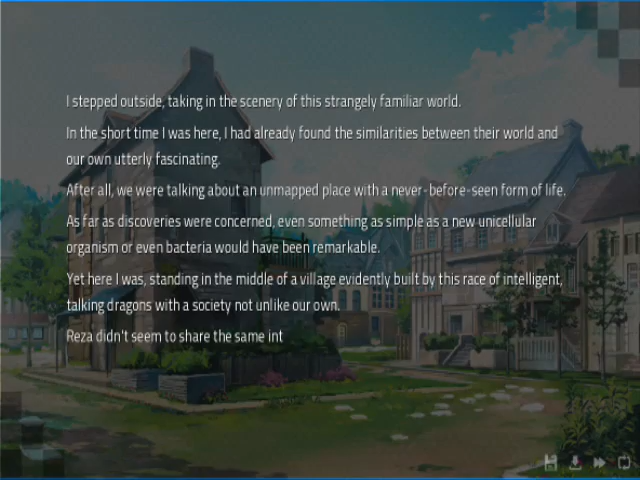 I stepped outside, taking in the scenery of this strangely familiar world.
In the short time I was here, I had already found the similarities between their world and
our own utterly fascinating.
After all, we were talking about an unmapped place with a never-before-seen form of life.
As far as discoveries were concerned, even something as simple as a new unicellular
organism or even bacteria would have been remarkable.
Yet here I was, standing in the middle of a village evidently built by this race of intelligent,
talking dragons with a society not unlike our own.
Reza didn't seem to share the same int